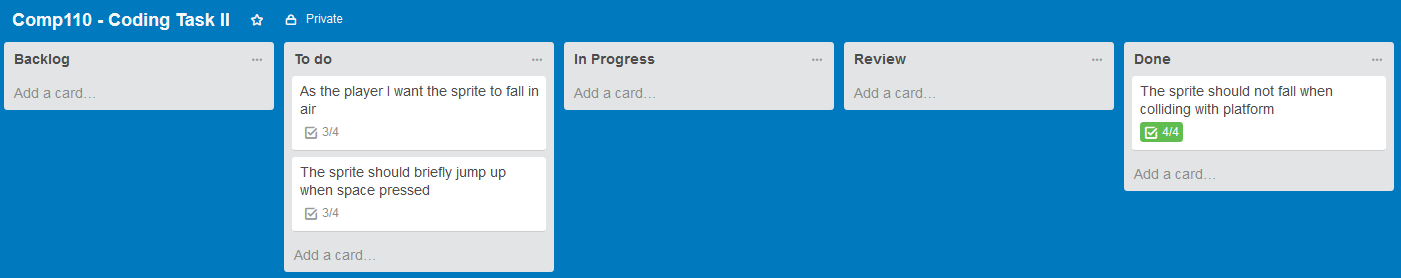 Comp110 - Coding Task II
Private
Backlog
Add a card...
To do
As the player I want the sprite to fall in
air
3/4
The sprite should briefly jump up
when space pressed
3/4
Add a card...
In Progress
Add a card...
Review
Add a card...
Done
The sprite should not fall when
colliding with platform
4/4
Add a card...